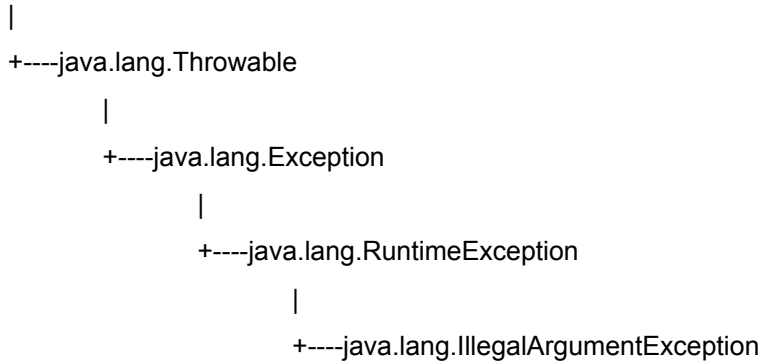 |
+----java.lang.Throwable
|
+----java.lang.Exception
|
+----java.lang.RuntimeException
|
+----java.lang.IllegalArgumentException